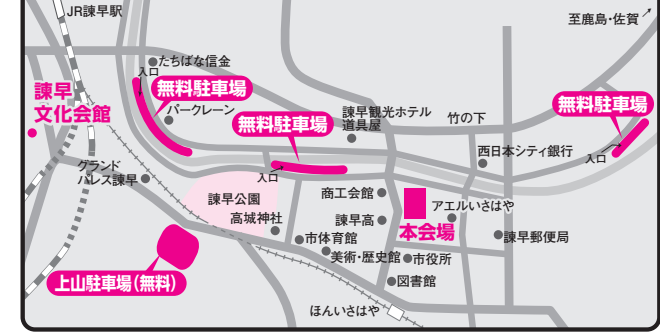 JR諫早駅
至鹿島・佐賀
たちばな信金
入口
無料駐車場
諫早
文化会館
パークレーン
無料駐車場
諫早観光ホテル
道具屋
竹の下
無料駐車場
西日本シティ銀行
入口
グランド
パレス諫早
入口
諫早公園
高城神社
商工会館
アエルいさはや
諫早高
本会場
市体育館
諫早郵便局
美術・歴史館
市役所
上山駐車場(無料)
図書館
ほんいさはや